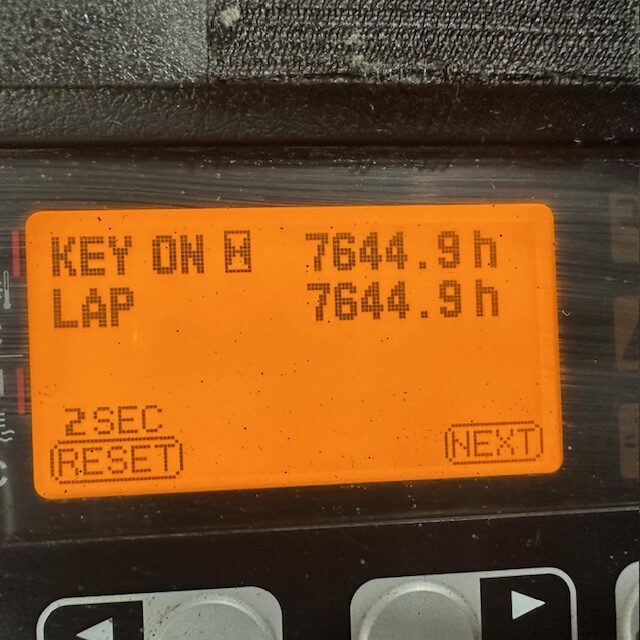 KEY ON H 7644.9h
LAP 7644.9h
2SEC
RESET NEXT